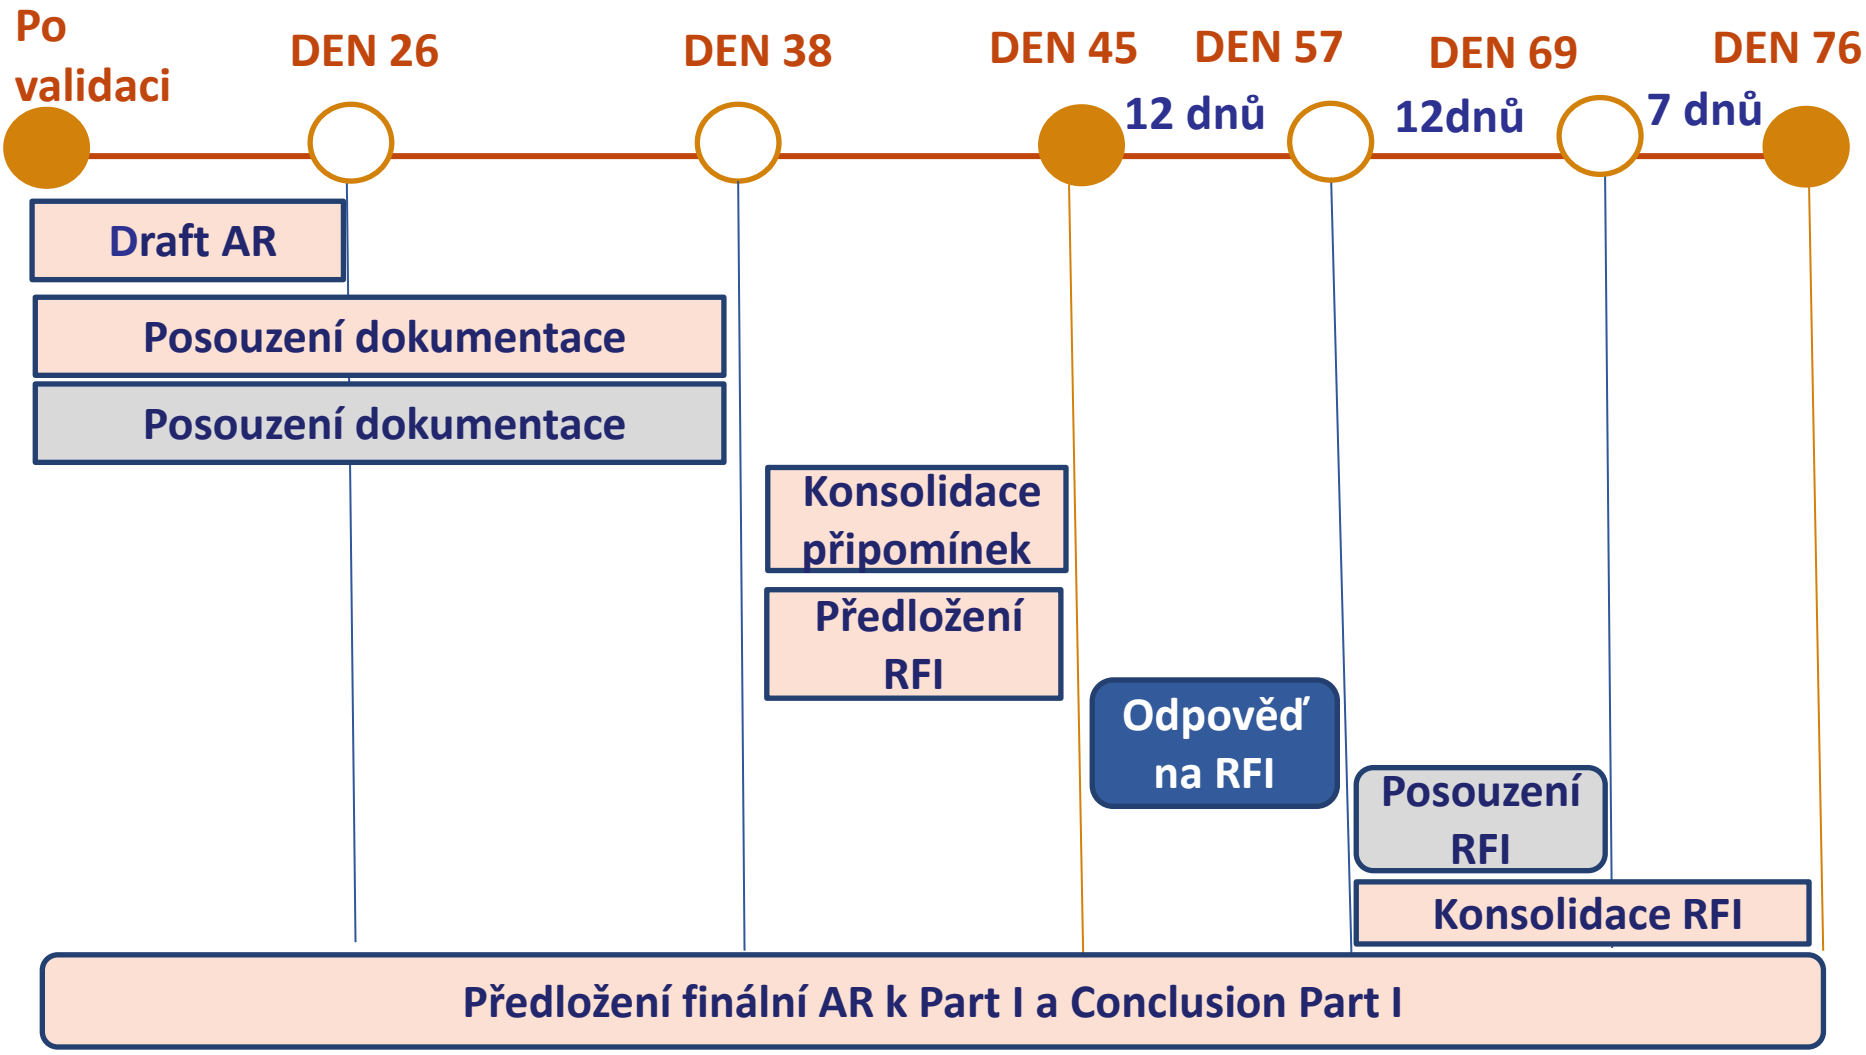 Po
validaci
DEN 26
DEN 38
DEN 45
DEN 57
DEN 69
DEN 76
12 dnů
12dnů
7 dnů
Draft AR
Posouzení dokumentace
Posouzení dokumentace
Konsolidace
připomínek
Předložení
RFI
Odpověď
na RFI
Posouzení
RFI
Konsolidace RFI
Předložení finální AR k Part I a Conclusion Part I